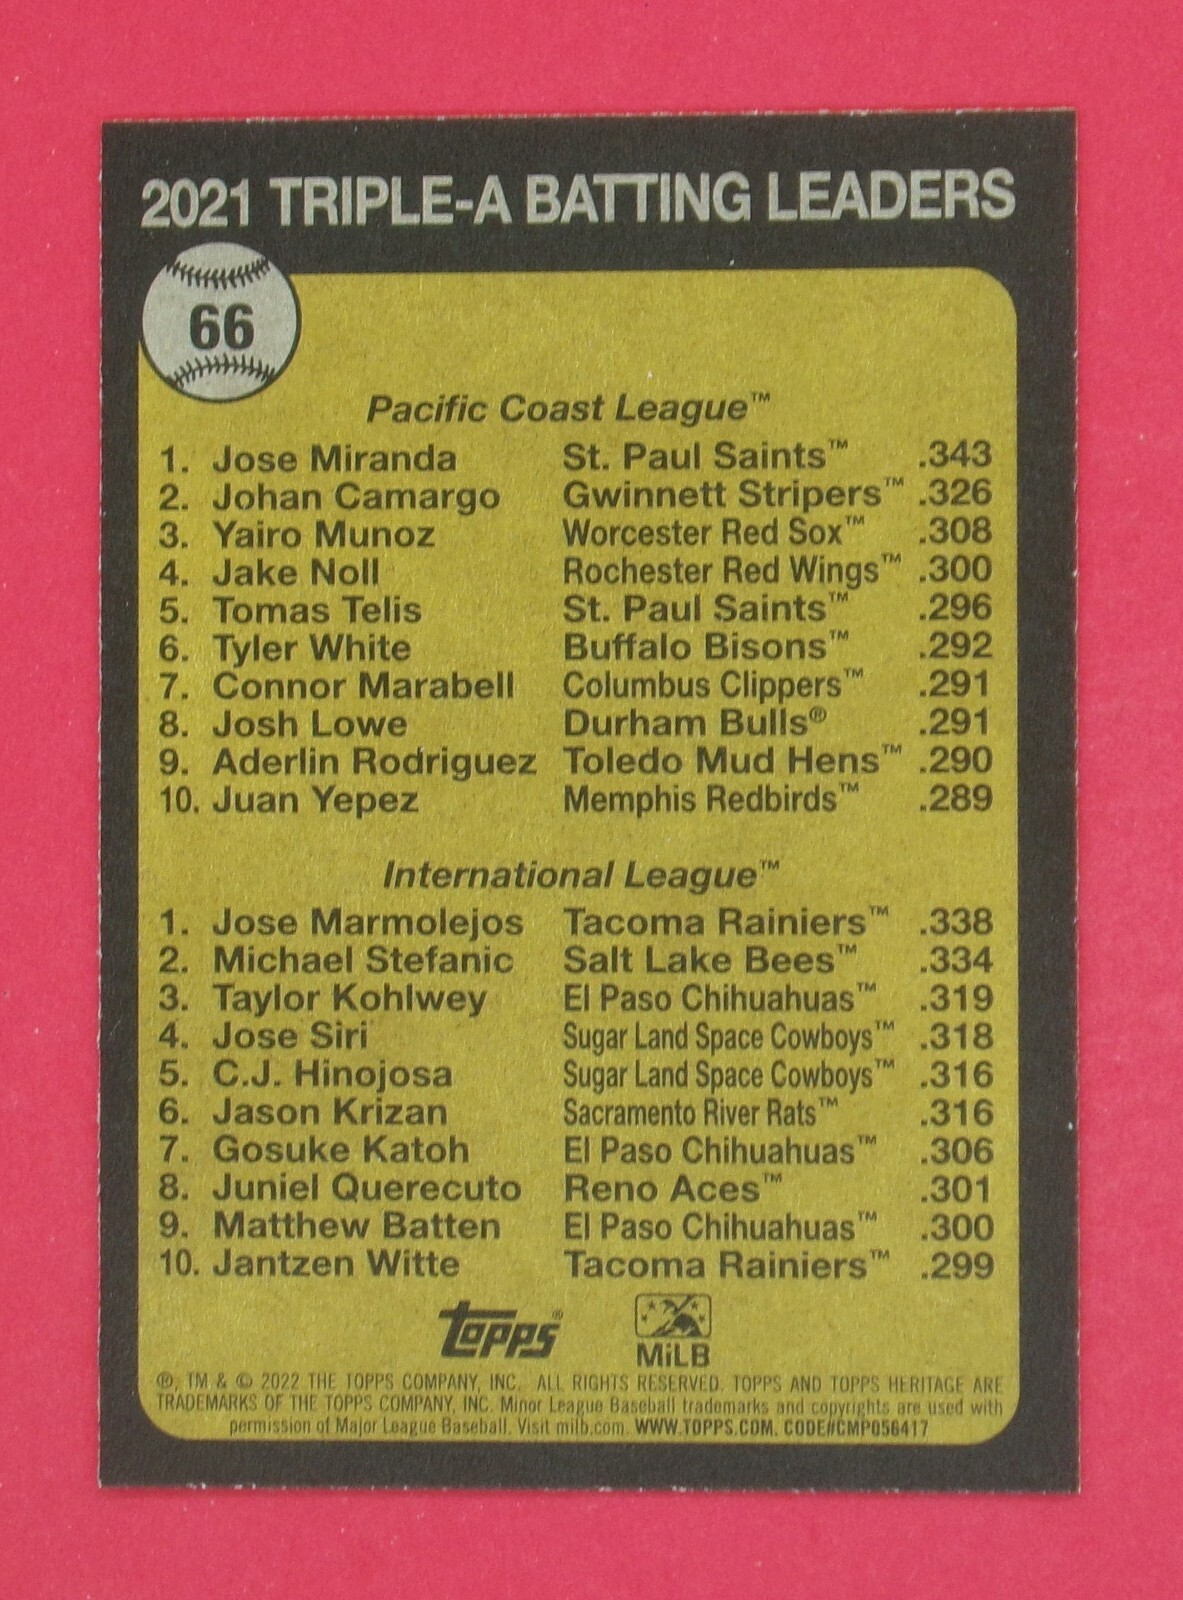 2021 TRIPLE-A BATTING LEADERS
66
Pacific Coast League™
1. Jose Miranda St. Paul Saints™ .343
2. Johan Camargo Gwinnett Stripers™ .326
3. Yairo Munoz Worcester Red Sox™ .308
4. Jake Noll Rochester Red Wings™ .300
5. Tomas Telis St. Paul Saints™ .296
6. Tyler White Buffalo Bisons™ .292
7. Connor Marabell Columbus Clippers™ .291
8. Josh Lowe Durham Bulls® .291
9. Aderlin Rodriguez Toledo Mud Hens™ .290
10. Juan Yepez Memphis Redbirds™ .289
International League™
1. Jose Marmolejos Tacoma Rainiers™ .338
2. Michael Stefanic Salt Lake Bees™ .334
3. Taylor Kohlwey El Paso Chihuahuas™ .319
4. Jose Siri Sugar Land Space Cowboys™ .318
5. C.J. Hinojosa Sugar Land Space Cowboys™ .316
6. Jason Krizan Sacramento River Rats™ .316
7. Gosuke Katoh El Paso Chihuahuas™ .306
8. Juniel Querecuto Reno Aces™ .301
9. Matthew Batten El Paso Chihuahuas™ .300
10. Jantzen Witte Tacoma Rainiers™ .299
topps® MiLB
®, TM & © 2022 THE TOPPS COMPANY, INC. ALL RIGHTS RESERVED. TOPPS AND TOPPS HERITAGE ARE
TRADEMARKS OF THE TOPPS COMPANY, INC. Minor League Baseball trademarks and copyrights are used with
permission of Major League Baseball. Visit milb.com. WWW.TOPPS.COM. CODE#CMP056417